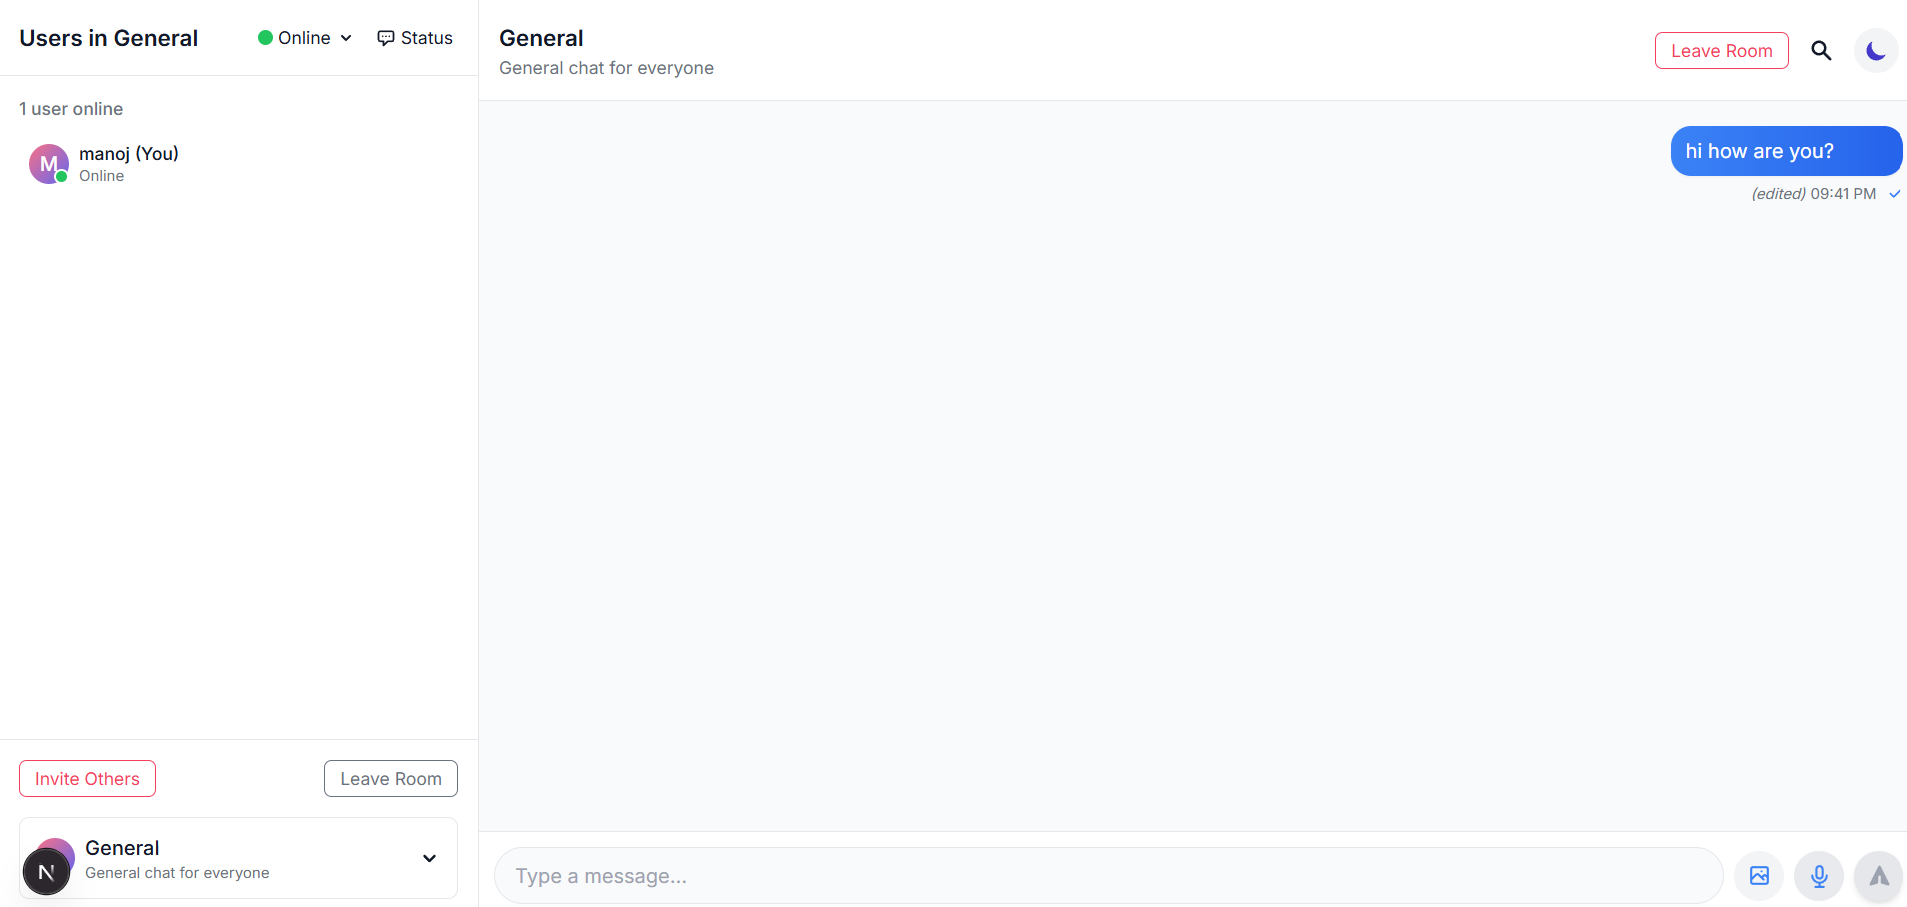 Users in General
Online
Status
1 user online
M
manoj (You)
Online
Invite Others
Leave Room
General
General chat for everyone
N
General
General chat for everyone
Leave Room
hi how are you?
(edited) 09:41 PM
Type a message...